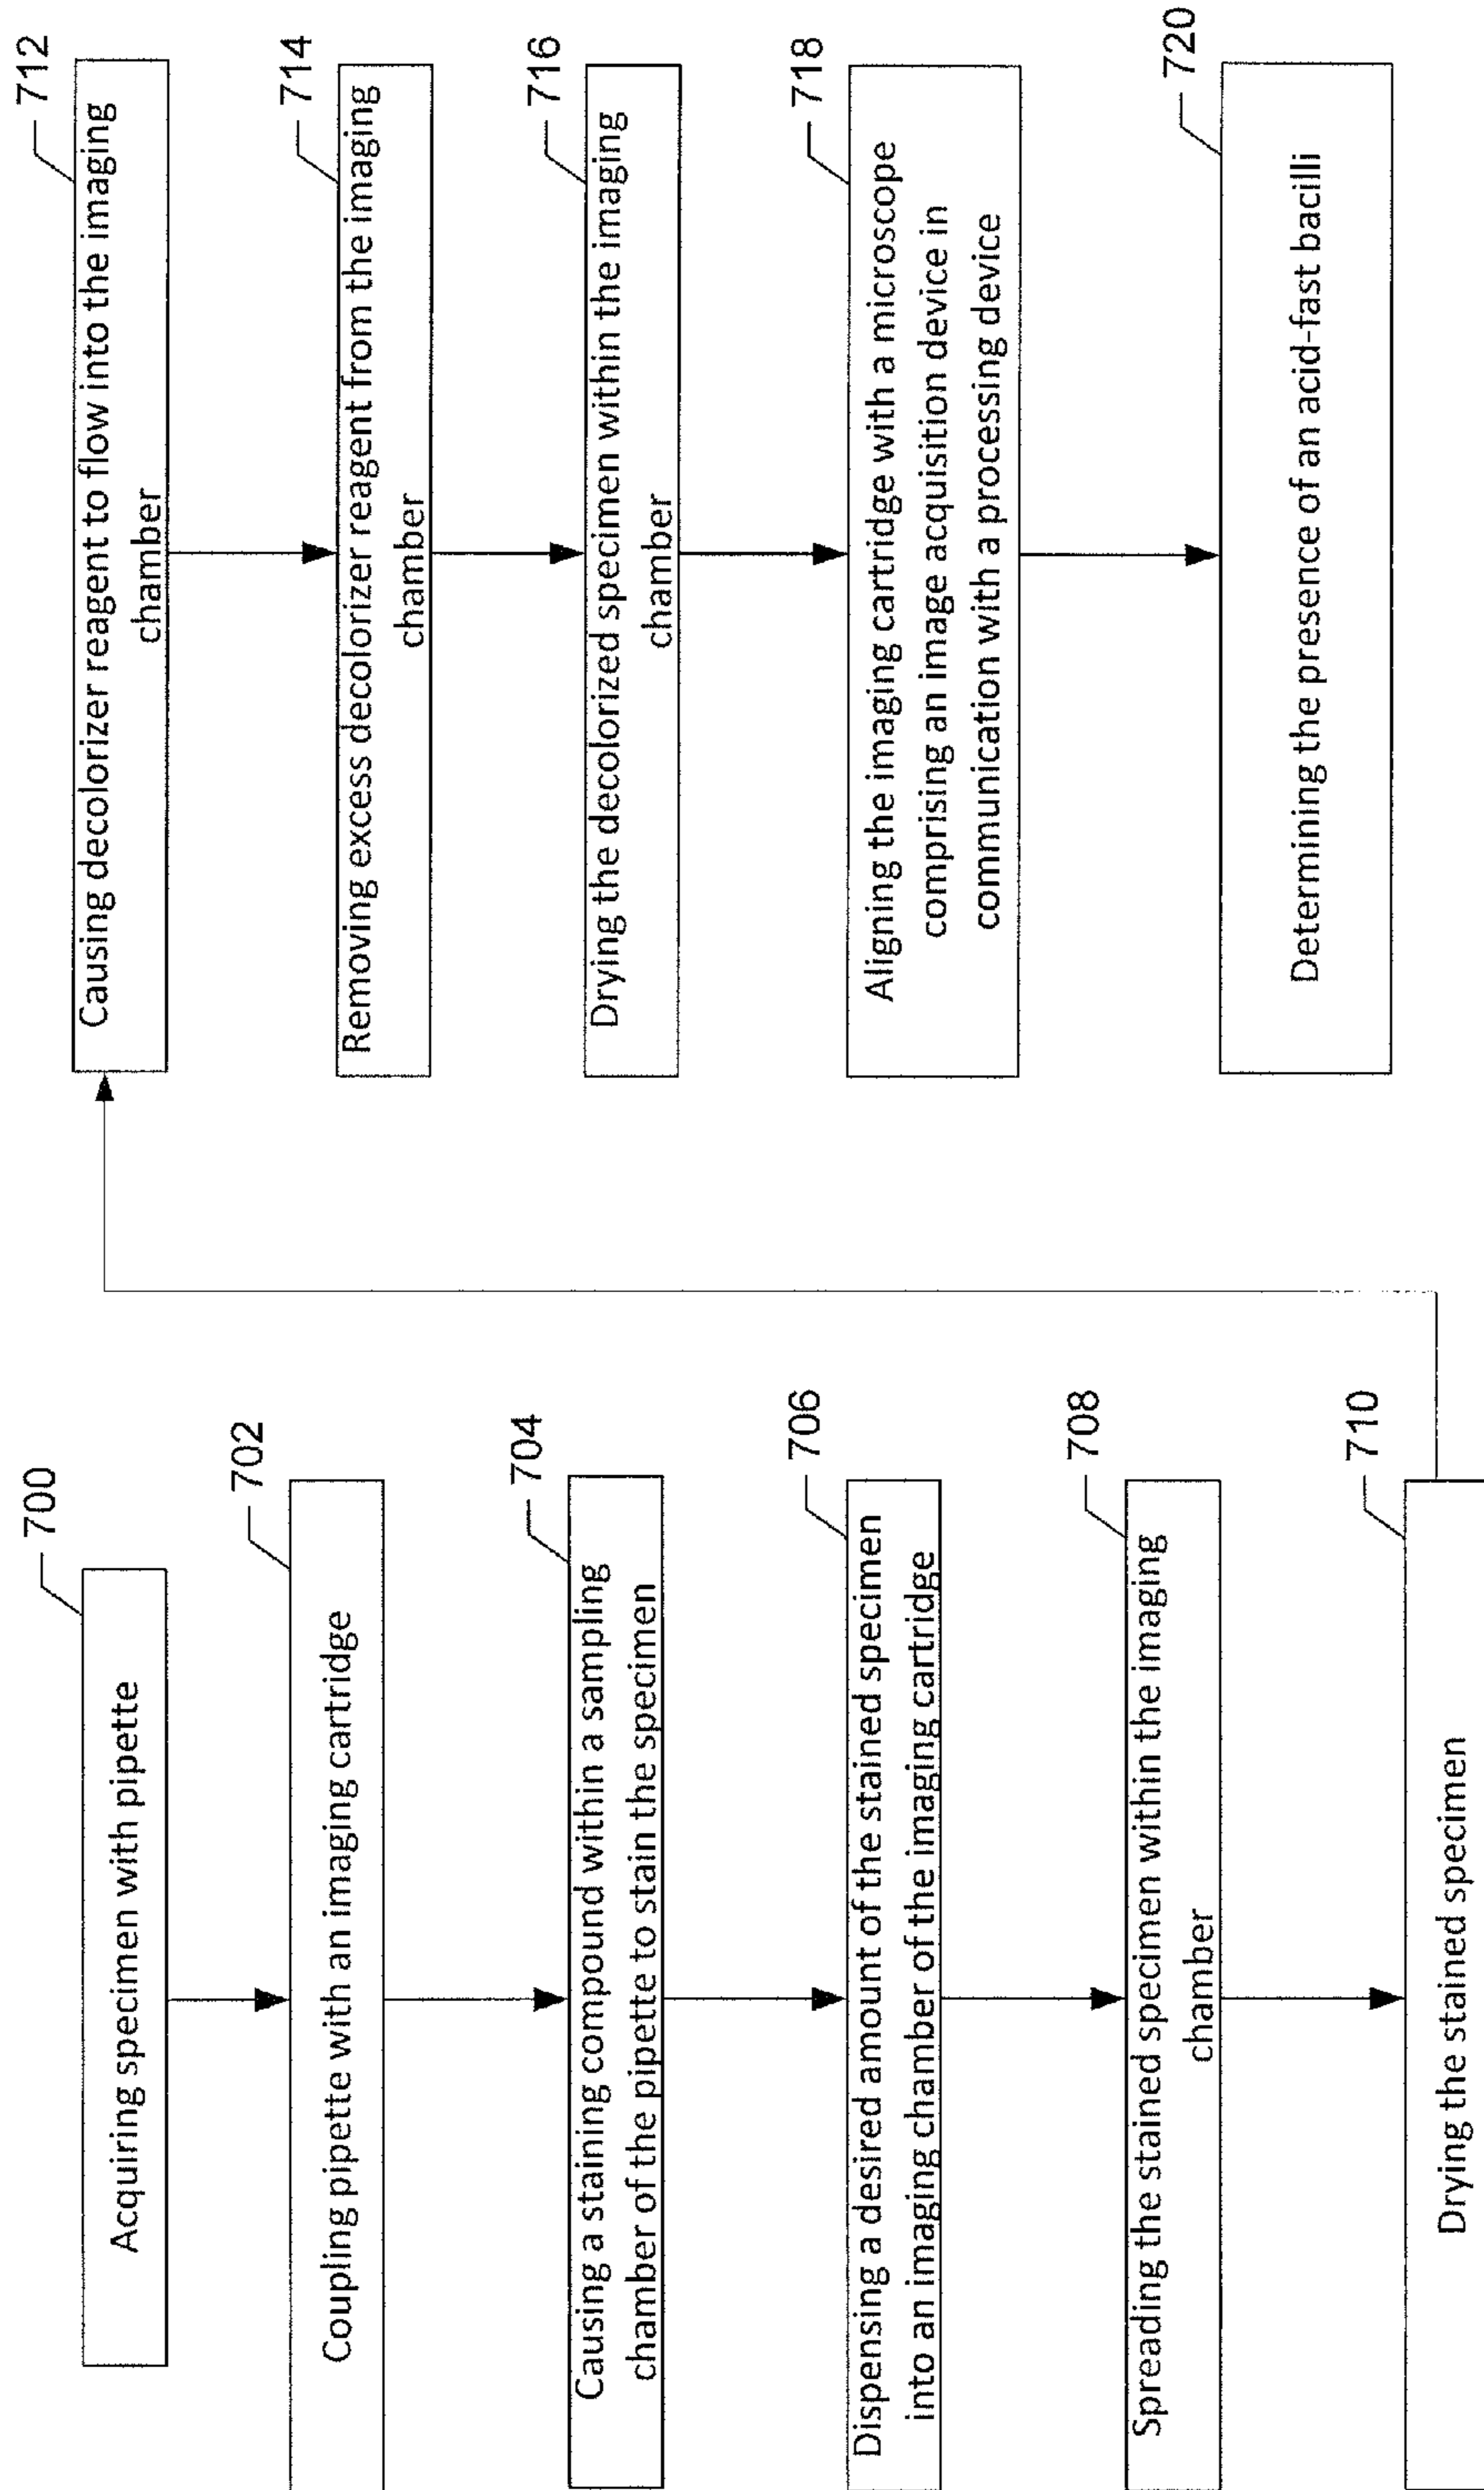 700
Acquiring specimen with pipette
702
Coupling pipette with an imaging cartridge
704
Causing a staining compound within a sampling
chamber of the pipette to stain the specimen
706
Dispensing a desired amount of the stained specimen
into an imaging chamber of the imaging cartridge
708
Spreading the stained specimen within the imaging
chamber
710
Drying the stained specimen
712
Causing decolorizer reagent to flow into the imaging
chamber
714
Removing excess decolorizer reagent from the imaging
chamber
716
Drying the decolorized specimen within the imaging
chamber
718
Aligning the imaging cartridge with a microscope
comprising an image acquisition device in
communication with a processing device
720
Determining the presence of an acid-fast bacilli